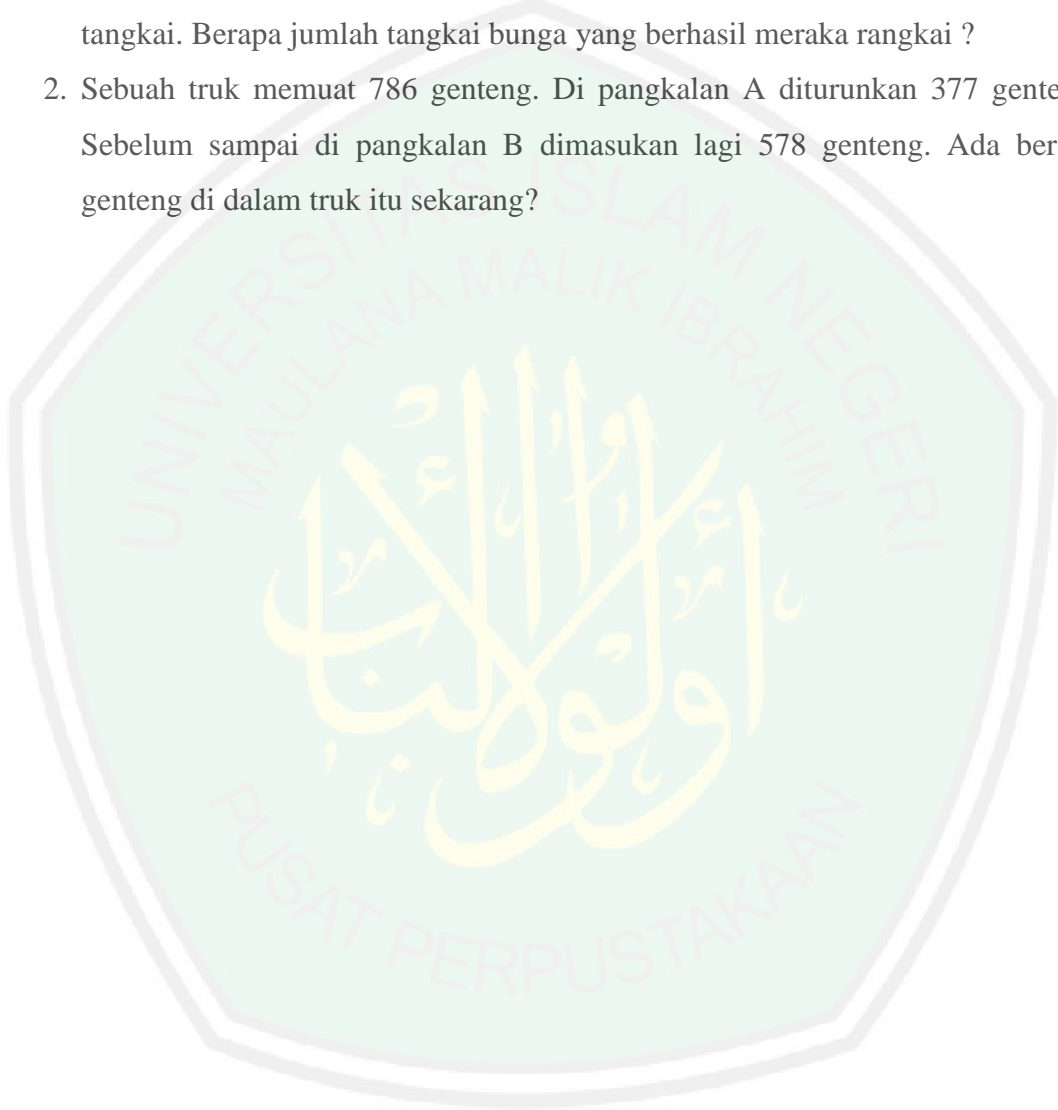 tangkai. Berapa jumlah tangkai bunga yang berhasil meraka rangkai ?
2. Sebuah truk memuat 786 genteng. Di pangkalan A diturunkan 377 gente
Sebelum sampai di pangkalan B dimasukan lagi 578 genteng. Ada ber
genteng di dalam truk itu sekarang?
UNIVERSITAS ISLAM NEGERI
MAULANA MALIK IBRAHIM
أولوا الألباب
PUSAT PERPUSTAKAAN